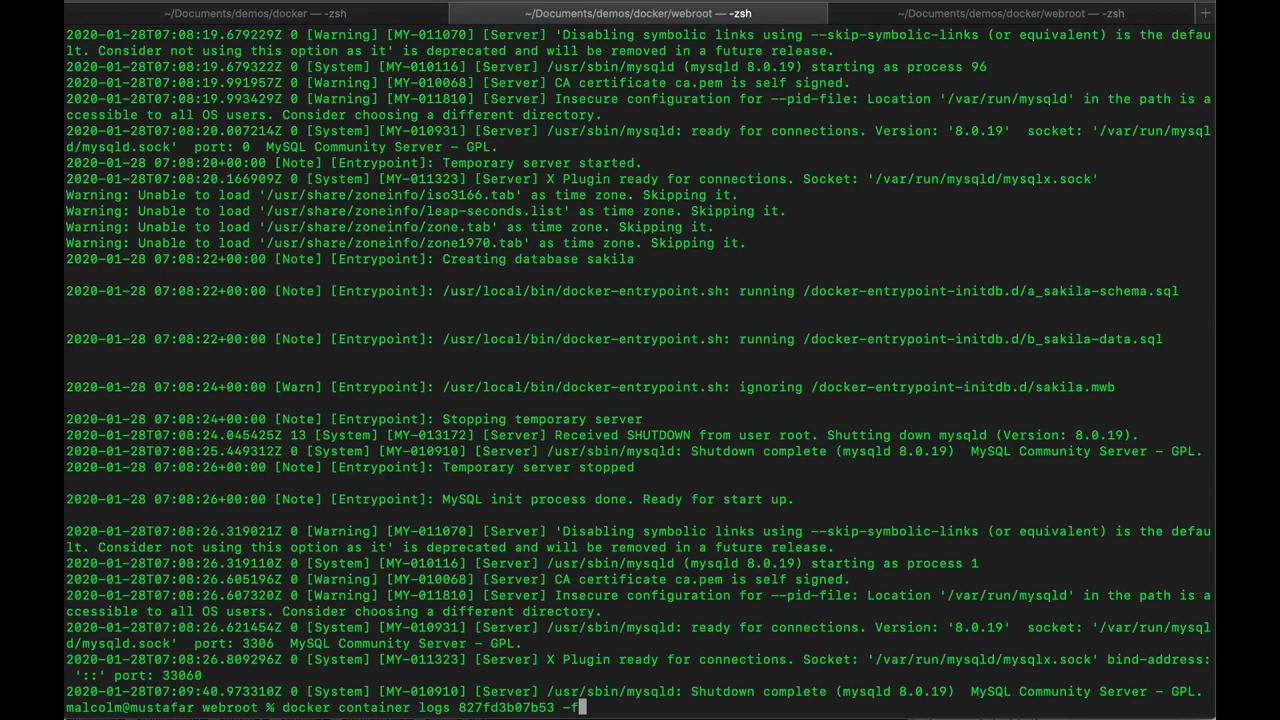 ~/Documents/demos/docker — -zsh ~/Documents/demos/docker/webroot — -zsh ~/Documents/demos/docker/webroot — -zsh +
2020-01-28T07:08:19.679229Z 0 [Warning] [MY-011070] [Server] 'Disabling symbolic links using --skip-symbolic-links (or equivalent) is the defau
lt. Consider not using this option as it' is deprecated and will be removed in a future release.
2020-01-28T07:08:19.679322Z 0 [System] [MY-010116] [Server] /usr/sbin/mysqld (mysqld 8.0.19) starting as process 96
2020-01-28T07:08:19.991957Z 0 [Warning] [MY-010068] [Server] CA certificate ca.pem is self signed.
2020-01-28T07:08:19.993429Z 0 [Warning] [MY-011810] [Server] Insecure configuration for --pid-file: Location '/var/run/mysqld' in the path is a
ccessible to all OS users. Consider choosing a different directory.
2020-01-28T07:08:20.007214Z 0 [System] [MY-010931] [Server] /usr/sbin/mysqld: ready for connections. Version: '8.0.19'  socket: '/var/run/mysql
d/mysqld.sock'  port: 0  MySQL Community Server - GPL.
2020-01-28 07:08:20+00:00 [Note] [Entrypoint]: Temporary server started.
2020-01-28T07:08:20.166909Z 0 [System] [MY-011323] [Server] X Plugin ready for connections. Socket: '/var/run/mysqld/mysqlx.sock'
Warning: Unable to load '/usr/share/zoneinfo/iso3166.tab' as time zone. Skipping it.
Warning: Unable to load '/usr/share/zoneinfo/leap-seconds.list' as time zone. Skipping it.
Warning: Unable to load '/usr/share/zoneinfo/zone.tab' as time zone. Skipping it.
Warning: Unable to load '/usr/share/zoneinfo/zone1970.tab' as time zone. Skipping it.
2020-01-28 07:08:22+00:00 [Note] [Entrypoint]: Creating database sakila
2020-01-28 07:08:22+00:00 [Note] [Entrypoint]: /usr/local/bin/docker-entrypoint.sh: running /docker-entrypoint-initdb.d/a_sakila-schema.sql
2020-01-28 07:08:22+00:00 [Note] [Entrypoint]: /usr/local/bin/docker-entrypoint.sh: running /docker-entrypoint-initdb.d/b_sakila-data.sql
2020-01-28 07:08:24+00:00 [Warn] [Entrypoint]: /usr/local/bin/docker-entrypoint.sh: ignoring /docker-entrypoint-initdb.d/sakila.mwb
2020-01-28 07:08:24+00:00 [Note] [Entrypoint]: Stopping temporary server
2020-01-28T07:08:24.045425Z 13 [System] [MY-013172] [Server] Received SHUTDOWN from user root. Shutting down mysqld (Version: 8.0.19).
2020-01-28T07:08:25.449312Z 0 [System] [MY-010910] [Server] /usr/sbin/mysqld: Shutdown complete (mysqld 8.0.19)  MySQL Community Server - GPL.
2020-01-28 07:08:26+00:00 [Note] [Entrypoint]: Temporary server stopped
2020-01-28 07:08:26+00:00 [Note] [Entrypoint]: MySQL init process done. Ready for start up.
2020-01-28T07:08:26.319021Z 0 [Warning] [MY-011070] [Server] 'Disabling symbolic links using --skip-symbolic-links (or equivalent) is the defau
lt. Consider not using this option as it' is deprecated and will be removed in a future release.
2020-01-28T07:08:26.319110Z 0 [System] [MY-010116] [Server] /usr/sbin/mysqld (mysqld 8.0.19) starting as process 1
2020-01-28T07:08:26.605196Z 0 [Warning] [MY-010068] [Server] CA certificate ca.pem is self signed.
2020-01-28T07:08:26.607320Z 0 [Warning] [MY-011810] [Server] Insecure configuration for --pid-file: Location '/var/run/mysqld' in the path is a
ccessible to all OS users. Consider choosing a different directory.
2020-01-28T07:08:26.621454Z 0 [System] [MY-010931] [Server] /usr/sbin/mysqld: ready for connections. Version: '8.0.19'  socket: '/var/run/mysql
d/mysqld.sock'  port: 3306  MySQL Community Server - GPL.
2020-01-28T07:08:26.809296Z 0 [System] [MY-011323] [Server] X Plugin ready for connections. Socket: '/var/run/mysqld/mysqlx.sock' bind-address:
 '::' port: 33060
2020-01-28T07:09:40.973310Z 0 [System] [MY-010910] [Server] /usr/sbin/mysqld: Shutdown complete (mysqld 8.0.19)  MySQL Community Server - GPL.
malcolm@mustafar webroot % docker container logs 827fd3b07b53 -f